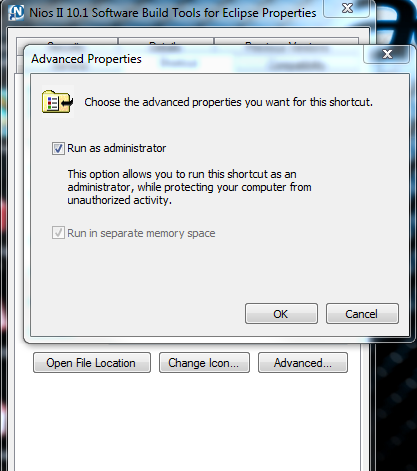 Nios II 10.1 Software Build Tools for Eclipse Properties
Advanced Properties
Choose the advanced properties you want for this shortcut.
Run as administrator
This option allows you to run this shortcut as an
administrator, while protecting your computer from
unauthorized activity.
Run in separate memory space
OK Cancel
Open File Location Change Icon... Advanced...